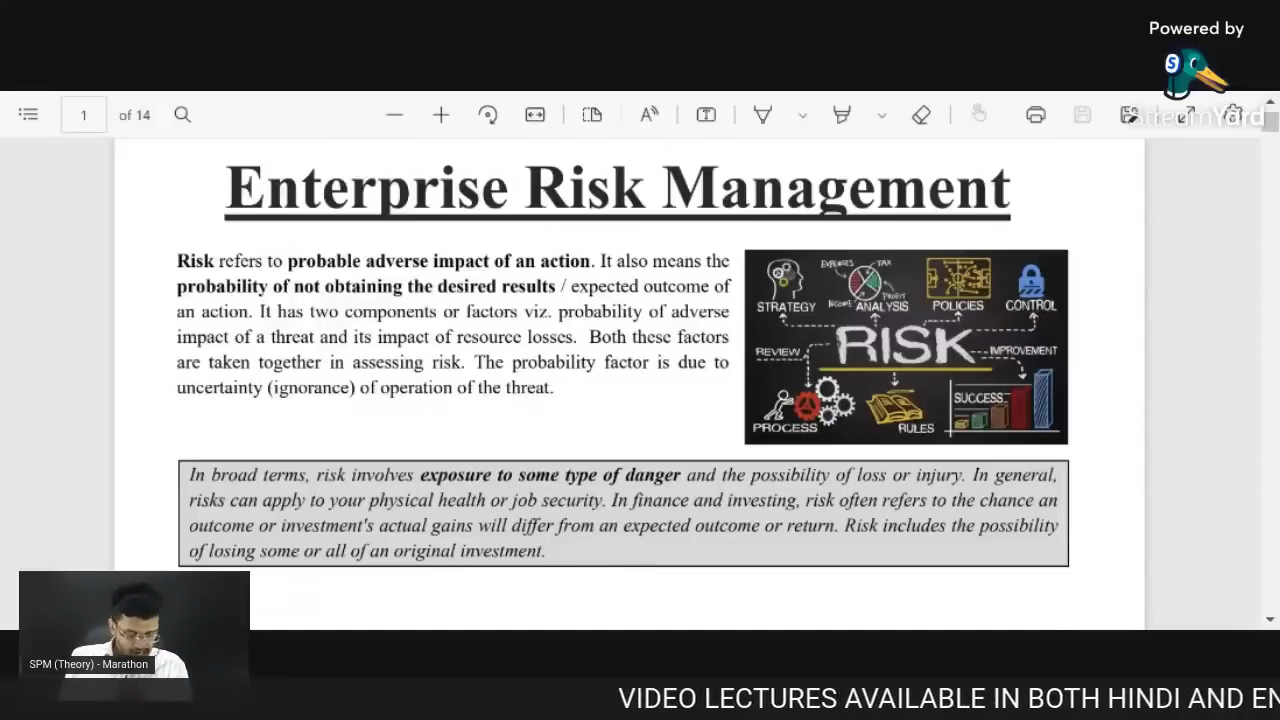 Powered by
S
StreamYard
1 of 14
Enterprise Risk Management
Risk refers to probable adverse impact of an action. It also means the
probability of not obtaining the desired results / expected outcome of
an action. It has two components or factors viz. probability of adverse
impact of a threat and its impact of resource losses. Both these factors
are taken together in assessing risk. The probability factor is due to
uncertainty (ignorance) of operation of the threat.
EXPENSES TAX
INCOME PROFIT
STRATEGY ANALYSIS POLICIES CONTROL
RISK
REVIEW IMPROVEMENT
SUCCESS
PROCESS RULES
In broad terms, risk involves exposure to some type of danger and the possibility of loss or injury. In general,
risks can apply to your physical health or job security. In finance and investing, risk often refers to the chance an
outcome or investment's actual gains will differ from an expected outcome or return. Risk includes the possibility
of losing some or all of an original investment.
SPM (Theory) - Marathon
VIDEO LECTURES AVAILABLE IN BOTH HINDI AND EN